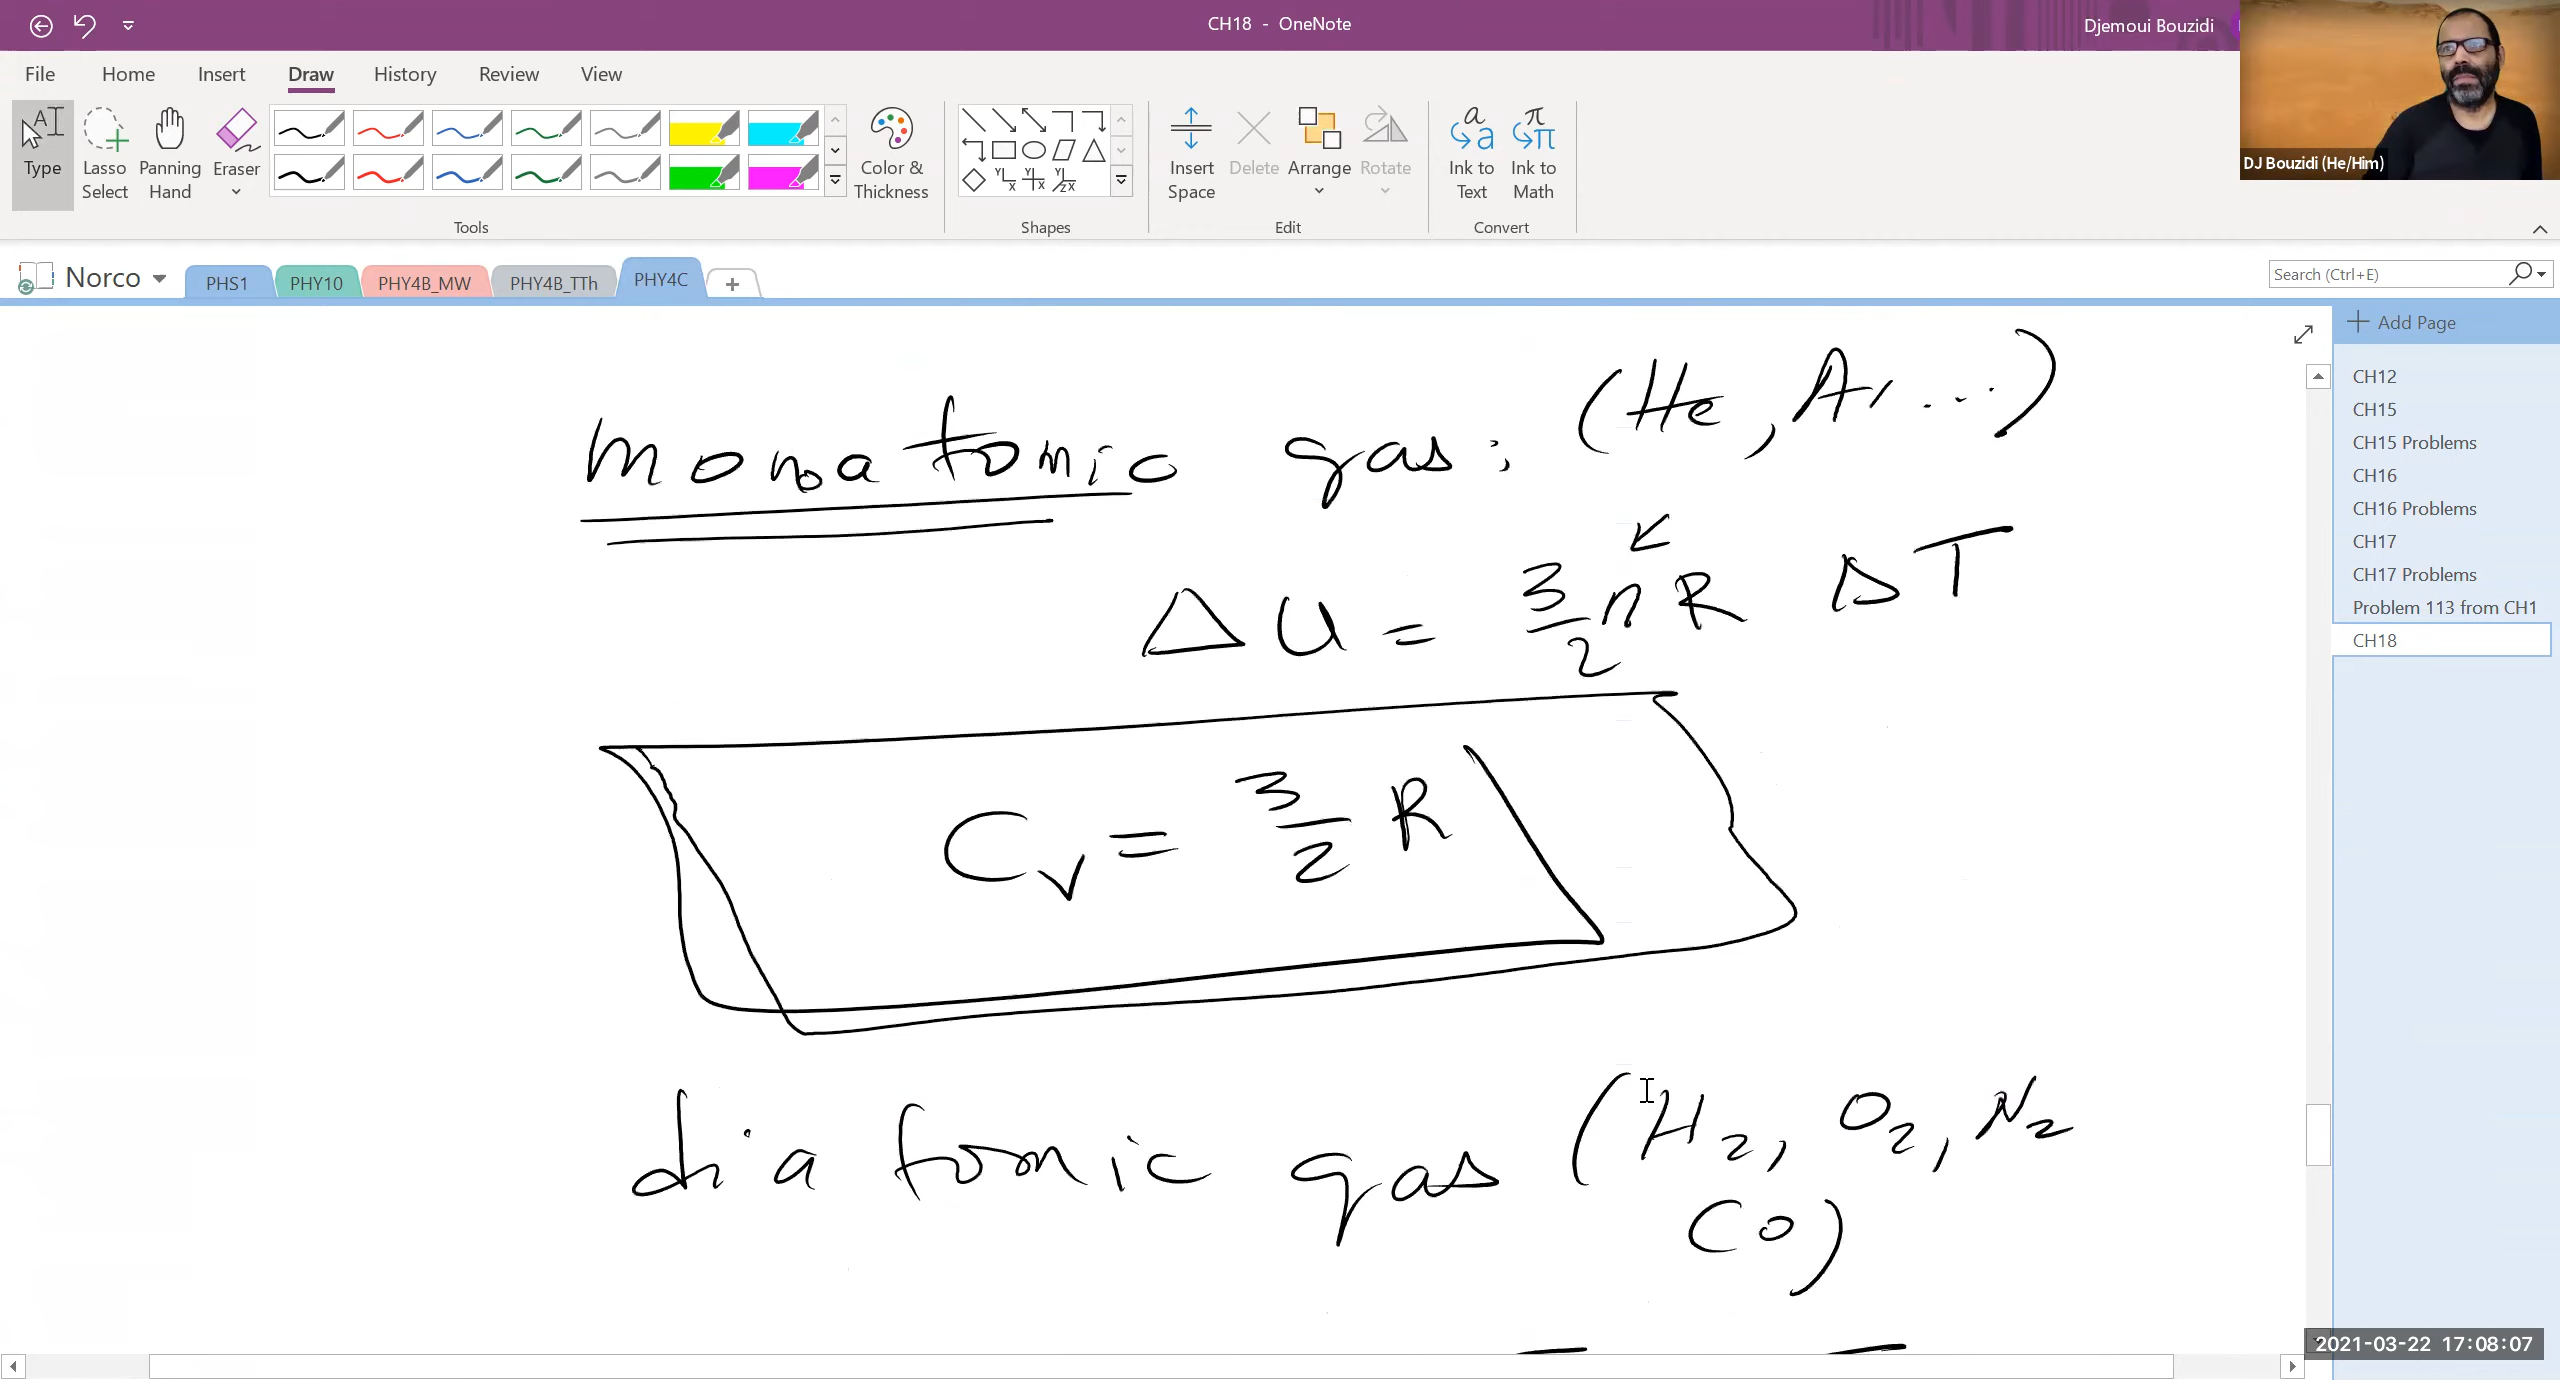 CH18 - OneNote
Djemoui Bouzidi
File Home Insert Draw History Review View
Type
Lasso Select
Panning Hand
Eraser
Color & Thickness
Insert Space
Delete
Arrange
Rotate
Ink to Text
Ink to Math
Tools
Shapes
Edit
Convert
DJ Bouzidi (He/Him)
Norco
PHS1 PHY10 PHY4B_MW PHY4B_TTh PHY4C +
Search (Ctrl+E)
monatomic gas: (He, Ar ...)
ΔU = 3/2 n R ΔT
Cv = 3/2 R
diatomic gas (H2, O2, N2
CO)
Add Page
CH12
CH15
CH15 Problems
CH16
CH16 Problems
CH17
CH17 Problems
Problem 113 from CH1
CH18
2021-03-22 17:08:07